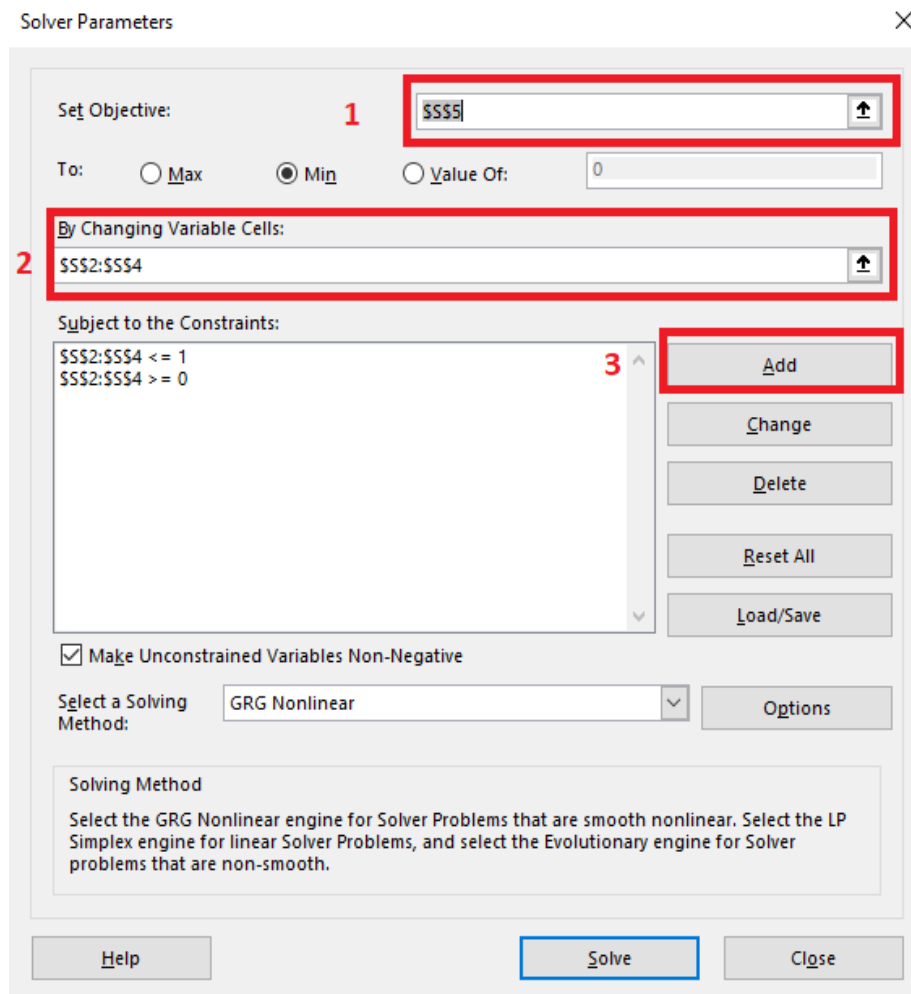 Solver Parameters
Set Objective:
1
$S$5
To:
Max
Min
Value Of:
0
By Changing Variable Cells:
2
$S$2:$S$4
Subject to the Constraints:
$S$2:$S$4 <= 1
$S$2:$S$4 >= 0
3
Add
Change
Delete
Reset All
Load/Save
Make Unconstrained Variables Non-Negative
Select a Solving
Method:
GRG Nonlinear
Options
Solving Method
Select the GRG Nonlinear engine for Solver Problems that are smooth nonlinear. Select the LP
Simplex engine for linear Solver Problems, and select the Evolutionary engine for Solver
problems that are non-smooth.
Help
Solve
Close